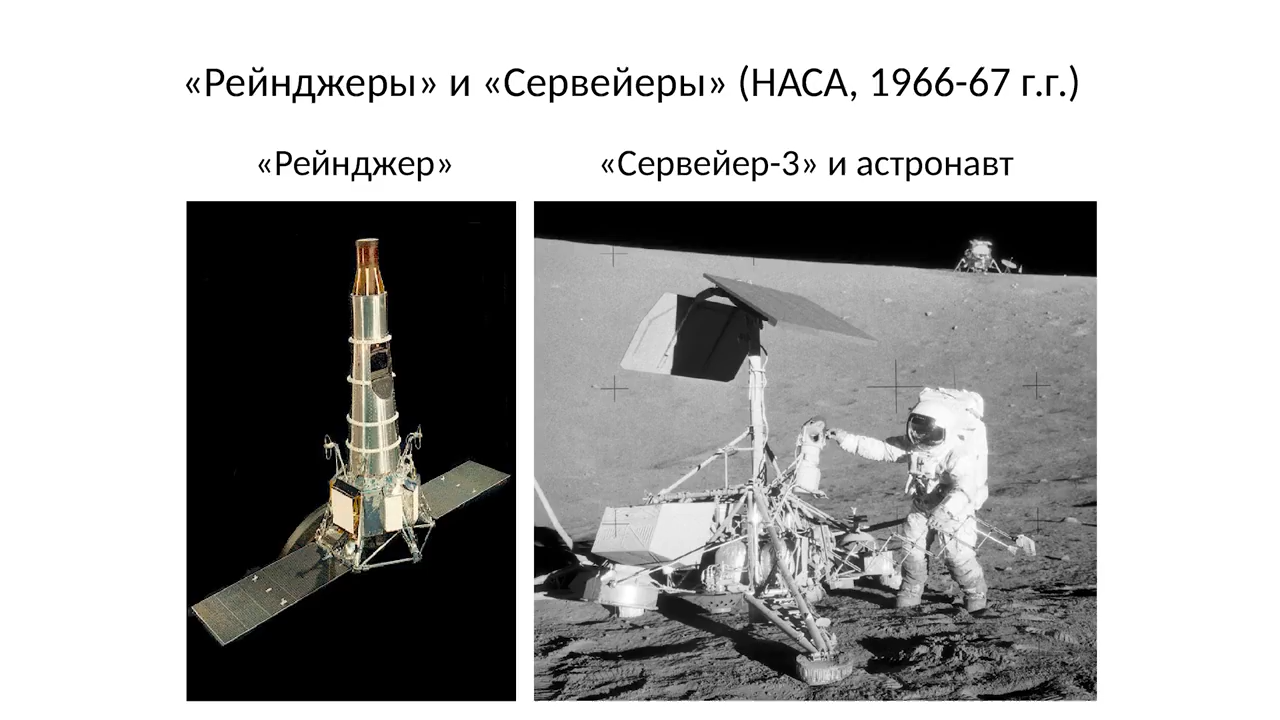 «Рейнджеры» и «Сервейеры» (НАСА, 1966-67 г.г.)
«Рейнджер»
«Сервейер-3» и астронавт